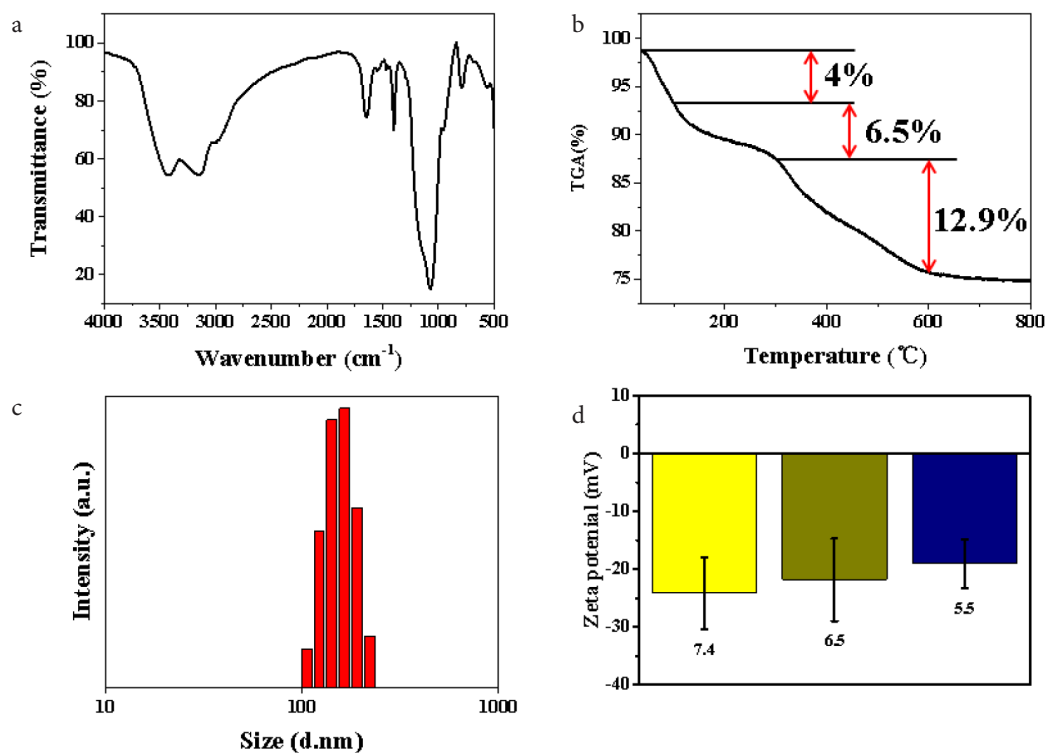 a
100
80
60
40
20
Transmittance (%)
4000 3500 3000 2500 2000 1500 1000 500
Wavenumber (cm⁻¹)
b
100
95
90
85
80
75
TGA(%)
4%
6.5%
12.9%
200 400 600 800
Temperature (℃)
c
Intensity (a.u.)
10 100 1000
Size (d.nm)
d
10
0
-10
-20
-30
-40
Zeta potenial (mV)
7.4
6.5
5.5